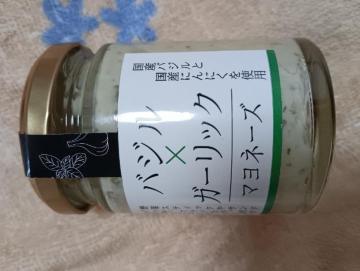 国産バジルと
国産にんにくを使用
バジル
×
ガーリック
マヨネーズ